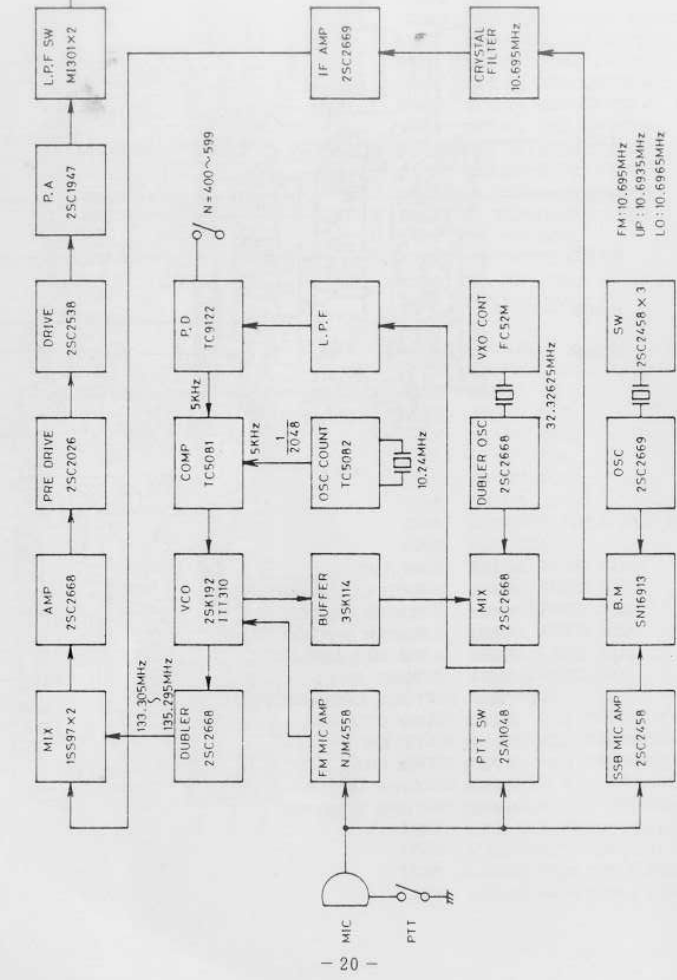 L.P.F SW
MI301×2
IF AMP
2SC2669
CRYSTAL
FILTER
10.695MHz
P.A
2SC1947
N=400~599
FM:10.695MHz
UP:10.6935MHz
LO:10.6965MHz
DRIVE
2SC2538
P.D
TC9122
L.P.F
VXO CONT
FC52M
SW
2SC2458×3
5KHz
32.32625MHz
PRE DRIVE
2SC2026
COMP
TC5081
5KHz
1
2048
OSC COUNT
TC5082
10.24MHz
DUBLER OSC
2SC2668
OSC
2SC2669
AMP
2SC2668
VCO
2SK192
ITT310
BUFFER
3SK114
MIX
2SC2668
B.M
SN16913
133.305MHz
~
135.295MHz
MIX
1SS97×2
DUBLER
2SC2668
FM MIC AMP
NJM4558
PTT SW
2SA1048
SSB MIC AMP
2SC2458
MIC
PTT
- 20 -